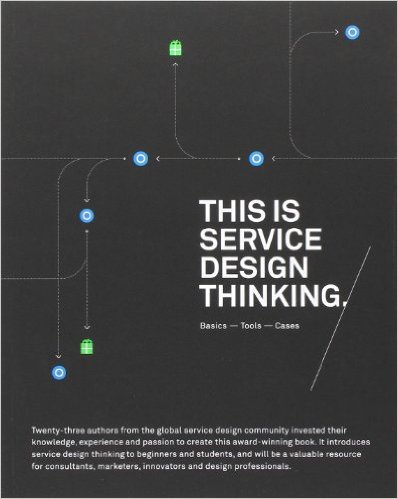 THIS IS
SERVICE
DESIGN
THINKING.
Basics — Tools — Cases
Twenty-three authors from the global service design community invested their
knowledge, experience and passion to create this award-winning book. It introduces
service design thinking to beginners and students, and will be a valuable resource
for consultants, marketers, innovators and design professionals.